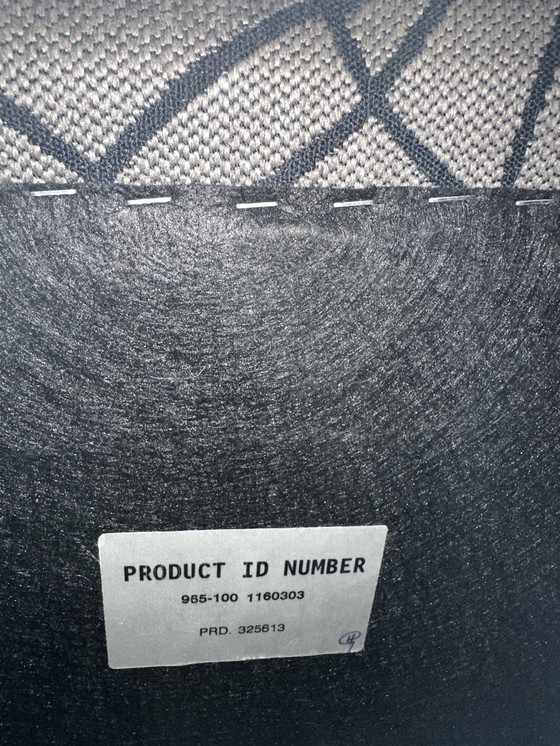 PRODUCT ID NUMBER
965-100 1160303
PRD. 325613